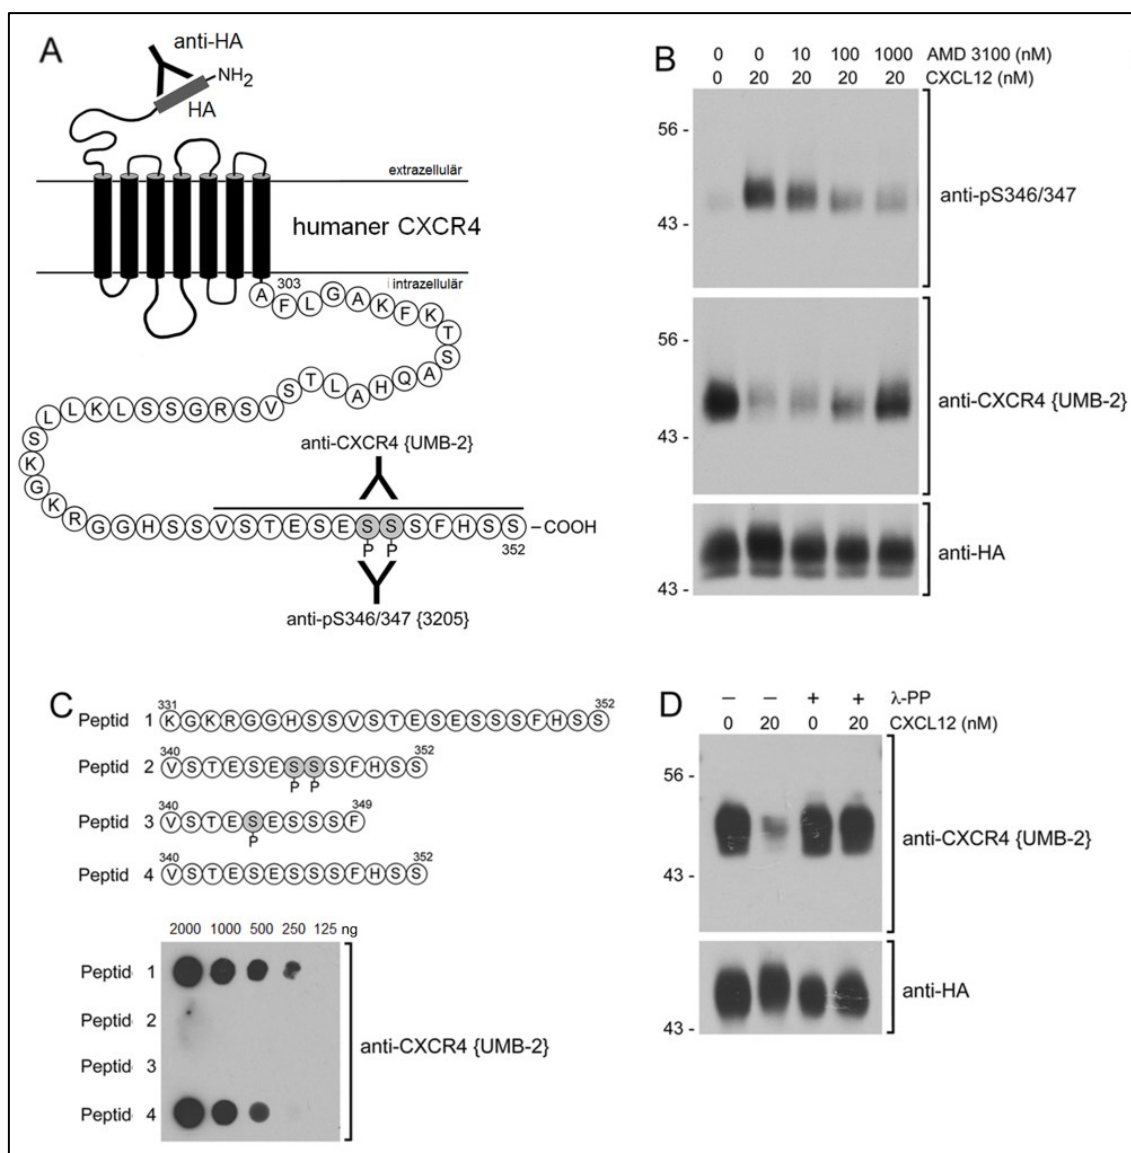 A
anti-HA
NH2
HA
extrazellulär
humaner CXCR4
303
intrazellulär
A F L G A K F K T S A Q H A L T S V S R G S S L K L L S K G K R G G H S S V S T E S E S S S F H S S
anti-CXCR4 {UMB-2}
-COOH
P P
352
anti-pS346/347 {3205}
B
0 0 10 100 1000 AMD 3100 (nM)
0 20 20 20 20 CXCL12 (nM)
56 -
anti-pS346/347
43 -
56 -
anti-CXCR4 {UMB-2}
43 -
anti-HA
43 -
C
331 352
Peptid 1 K G K R G G H S S V S T E S E S S S F H S S
340 352
Peptid 2 V S T E S E S S S F H S S
P P
340 349
Peptid 3 V S T E S E S S S F
P
340 352
Peptid 4 V S T E S E S S S F H S S
2000 1000 500 250 125 ng
Peptid 1
Peptid 2
Peptid 3
Peptid 4
anti-CXCR4 {UMB-2}
D
– – + + λ-PP
0 20 0 20 CXCL12 (nM)
56 -
anti-CXCR4 {UMB-2}
43 -
anti-HA
43 -